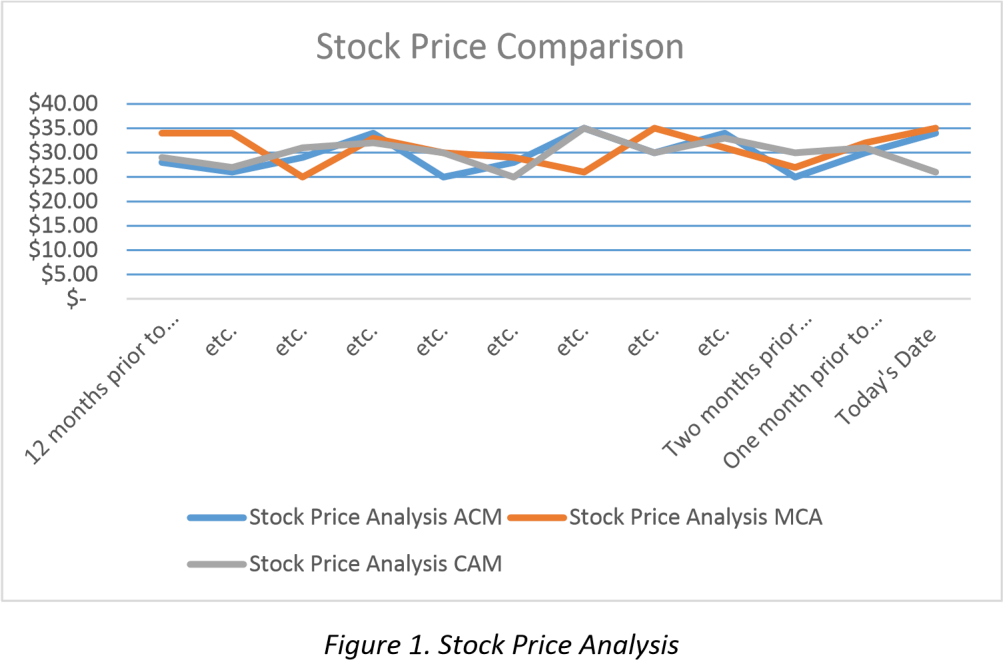 Stock Price Comparison
$40.00
$35.00
$30.00
$25.00
$20.00
$15.00
$10.00
$5.00
$-
12 months prior to…
etc.
etc.
etc.
etc.
etc.
etc.
etc.
etc.
Two months prior…
One month prior to…
Today's Date
Stock Price Analysis ACM
Stock Price Analysis MCA
Stock Price Analysis CAM
Figure 1. Stock Price Analysis